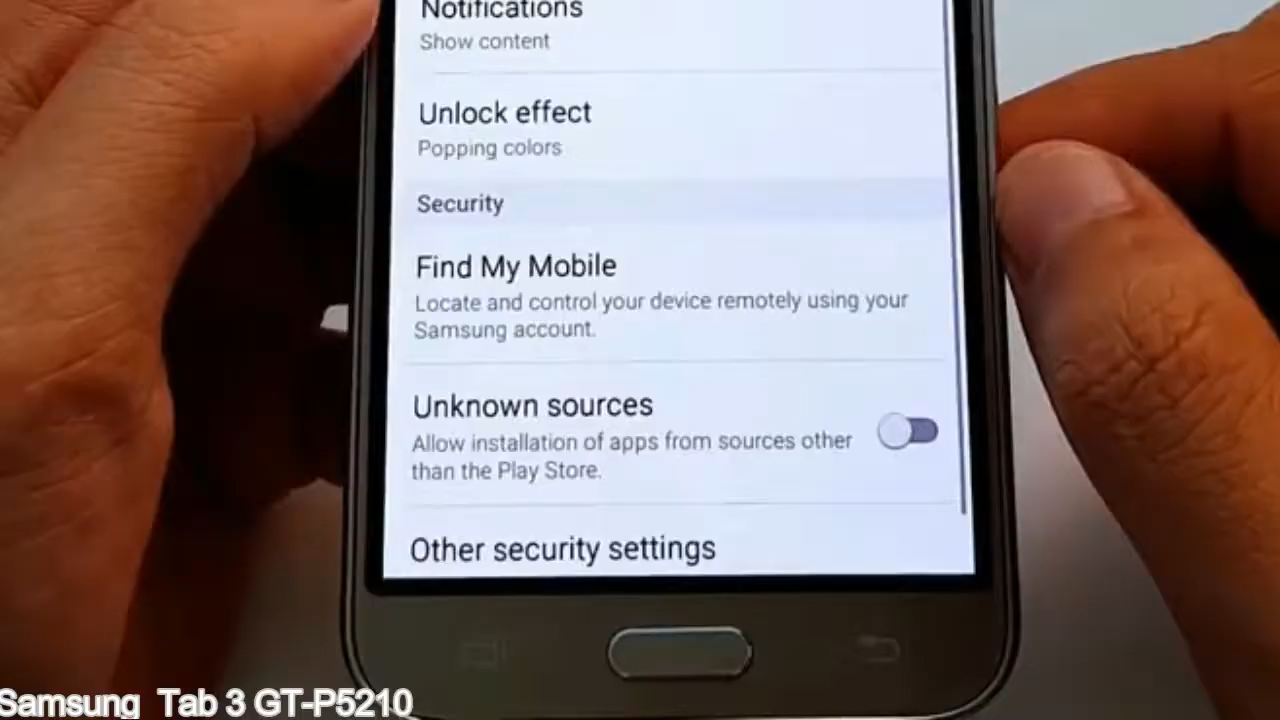 Notifications
Show content
Unlock effect
Popping colors
Security
Find My Mobile
Locate and control your device remotely using your
Samsung account.
Unknown sources
Allow installation of apps from sources other
than the Play Store.
Other security settings
Samsung Tab 3 GT-P5210